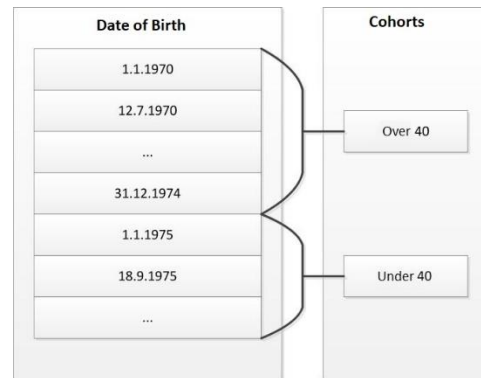 Date of Birth
1.1.1970
12.7.1970
...
31.12.1974
1.1.1975
18.9.1975
...
Cohorts
Over 40
Under 40